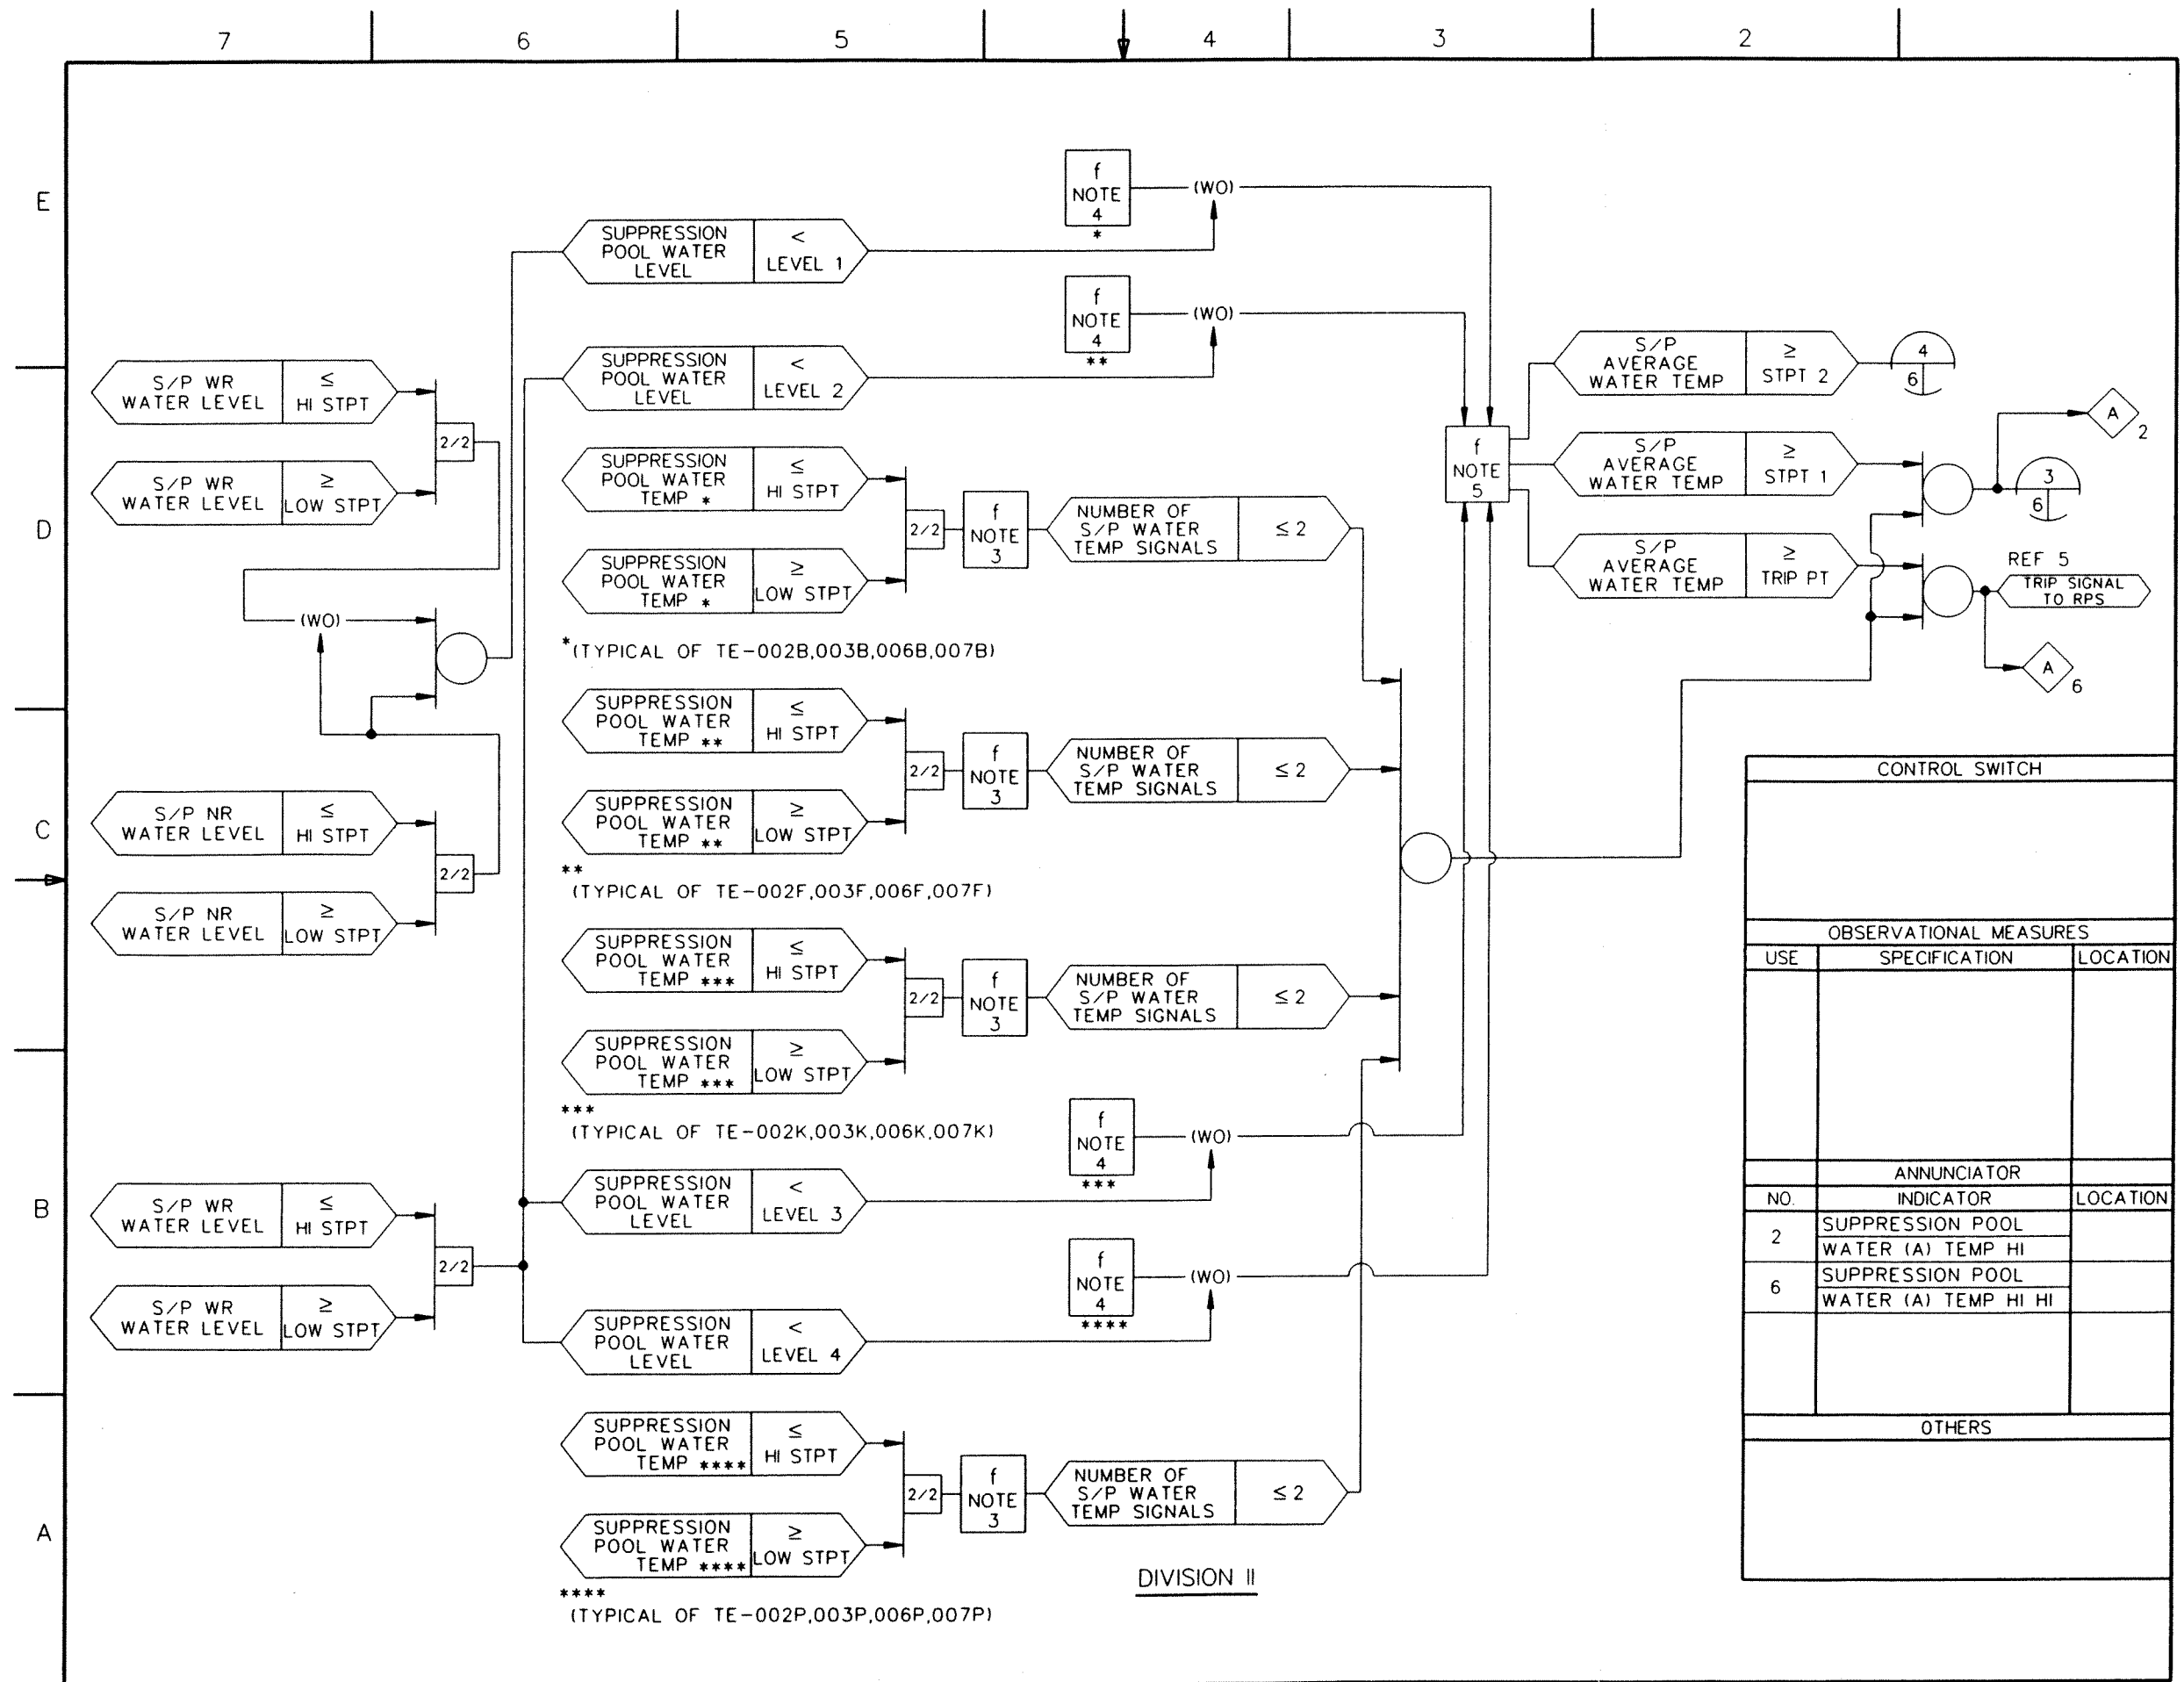 7 6 5 4 3 2
E
D
C
B
A
f
NOTE
4
*
(WO)
SUPPRESSION
POOL WATER
LEVEL
<
LEVEL 1
f
NOTE
4
**
(WO)
SUPPRESSION
POOL WATER
LEVEL
<
LEVEL 2
S/P WR
WATER LEVEL
≤
HI STPT
S/P WR
WATER LEVEL
≥
LOW STPT
2/2
(WO)
SUPPRESSION
POOL WATER
TEMP *
≤
HI STPT
SUPPRESSION
POOL WATER
TEMP *
≥
LOW STPT
2/2
f
NOTE
3
NUMBER OF
S/P WATER
TEMP SIGNALS
≤ 2
*(TYPICAL OF TE-002B,003B,006B,007B)
f
NOTE
5
S/P
AVERAGE
WATER TEMP
≥
STPT 2
4
6
S/P
AVERAGE
WATER TEMP
≥
STPT 1
A
2
3
6
S/P
AVERAGE
WATER TEMP
≥
TRIP PT
REF 5
TRIP SIGNAL
TO RPS
A
6
SUPPRESSION
POOL WATER
TEMP **
≤
HI STPT
SUPPRESSION
POOL WATER
TEMP **
≥
LOW STPT
2/2
f
NOTE
3
NUMBER OF
S/P WATER
TEMP SIGNALS
≤ 2
**
(TYPICAL OF TE-002F,003F,006F,007F)
S/P NR
WATER LEVEL
≤
HI STPT
S/P NR
WATER LEVEL
≥
LOW STPT
2/2
SUPPRESSION
POOL WATER
TEMP ***
≤
HI STPT
SUPPRESSION
POOL WATER
TEMP ***
≥
LOW STPT
2/2
f
NOTE
3
NUMBER OF
S/P WATER
TEMP SIGNALS
≤ 2
***
(TYPICAL OF TE-002K,003K,006K,007K)
f
NOTE
4
***
(WO)
SUPPRESSION
POOL WATER
LEVEL
<
LEVEL 3
S/P WR
WATER LEVEL
≤
HI STPT
S/P WR
WATER LEVEL
≥
LOW STPT
2/2
f
NOTE
4
****
(WO)
SUPPRESSION
POOL WATER
LEVEL
<
LEVEL 4
SUPPRESSION
POOL WATER
TEMP ****
≤
HI STPT
SUPPRESSION
POOL WATER
TEMP ****
≥
LOW STPT
2/2
f
NOTE
3
NUMBER OF
S/P WATER
TEMP SIGNALS
≤ 2
****
(TYPICAL OF TE-002P,003P,006P,007P)
DIVISION II
CONTROL SWITCH
OBSERVATIONAL MEASURES
USE SPECIFICATION LOCATION
ANNUNCIATOR
NO. INDICATOR LOCATION
2
SUPPRESSION POOL
WATER (A) TEMP HI
6
SUPPRESSION POOL
WATER (A) TEMP HI HI
OTHERS